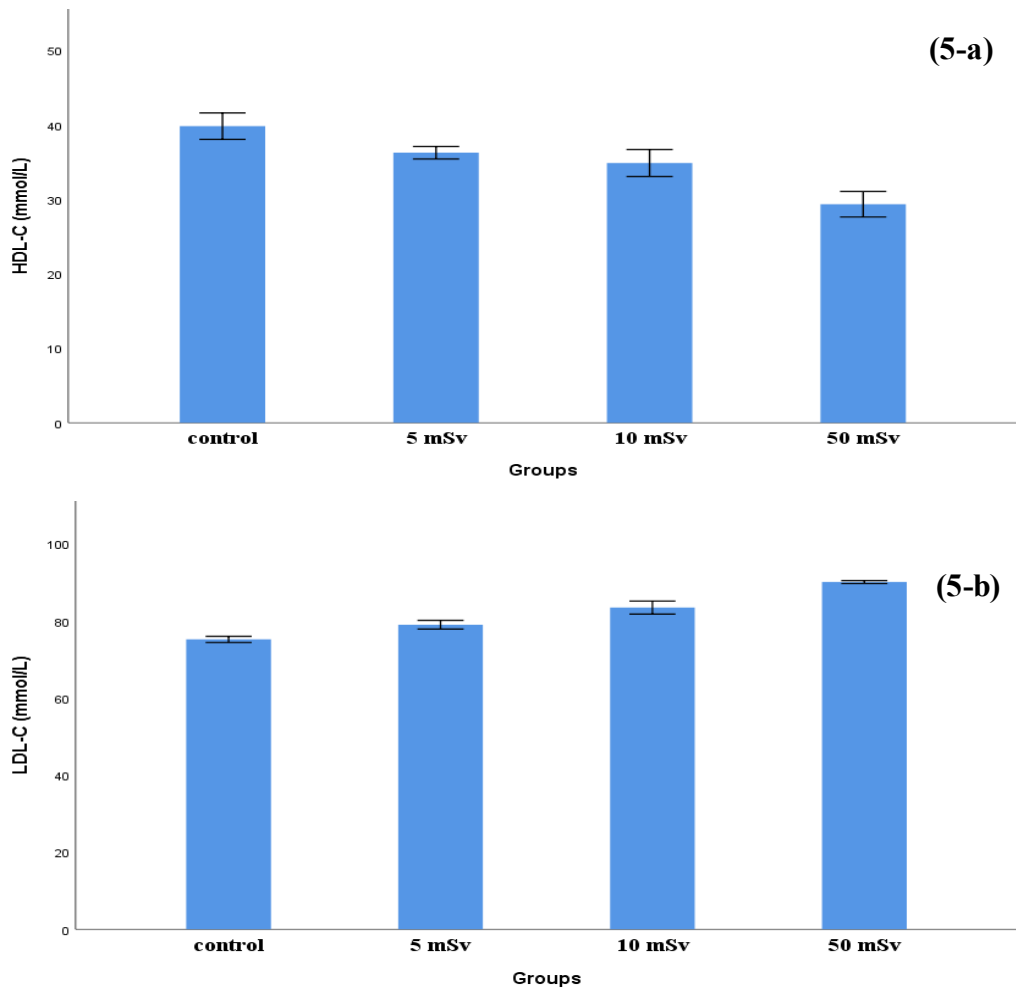 (5-a)
50
40
30
20
10
0
HDL-C (mmol/L)
control 5 mSv 10 mSv 50 mSv
Groups
(5-b)
100
80
60
40
20
0
LDL-C (mmol/L)
control 5 mSv 10 mSv 50 mSv
Groups